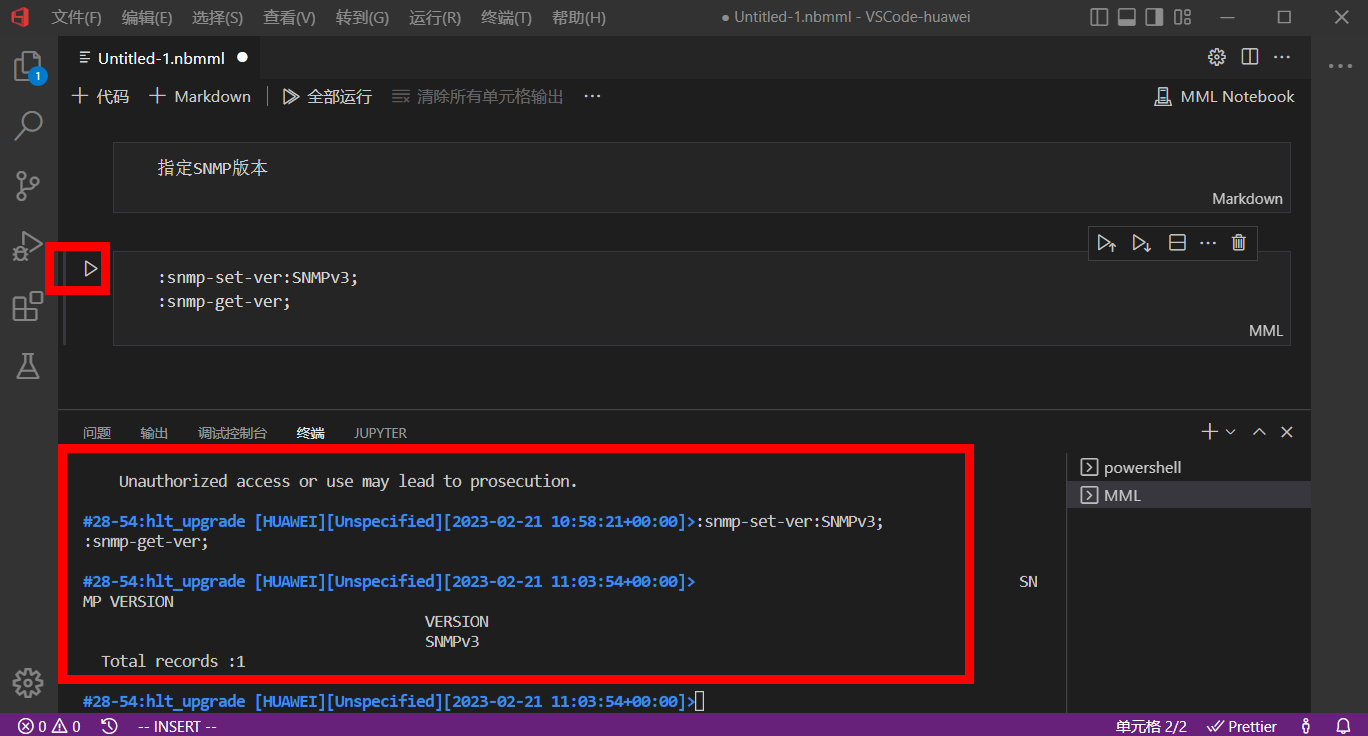 文件(F) 编辑(E) 选择(S) 查看(V) 转到(G) 运行(R) 终端(T) 帮助(H) ● Untitled-1.nbmml - VSCode-huawei
Untitled-1.nbmml ●
1
+ 代码 + Markdown 全部运行 清除所有单元格输出 ··· MML Notebook
指定SNMP版本
Markdown
:snmp-set-ver:SNMPv3;
:snmp-get-ver;
MML
问题 输出 调试控制台 终端 JUPYTER
powershell
MML
Unauthorized access or use may lead to prosecution.
#28-54:hlt_upgrade [HUAWEI][Unspecified][2023-02-21 10:58:21+00:00]>:snmp-set-ver:SNMPv3;
:snmp-get-ver;
#28-54:hlt_upgrade [HUAWEI][Unspecified][2023-02-21 11:03:54+00:00]> SN
MP VERSION
VERSION
SNMPv3
Total records :1
#28-54:hlt_upgrade [HUAWEI][Unspecified][2023-02-21 11:03:54+00:00]>
0 0 -- INSERT -- 单元格 2/2 Prettier